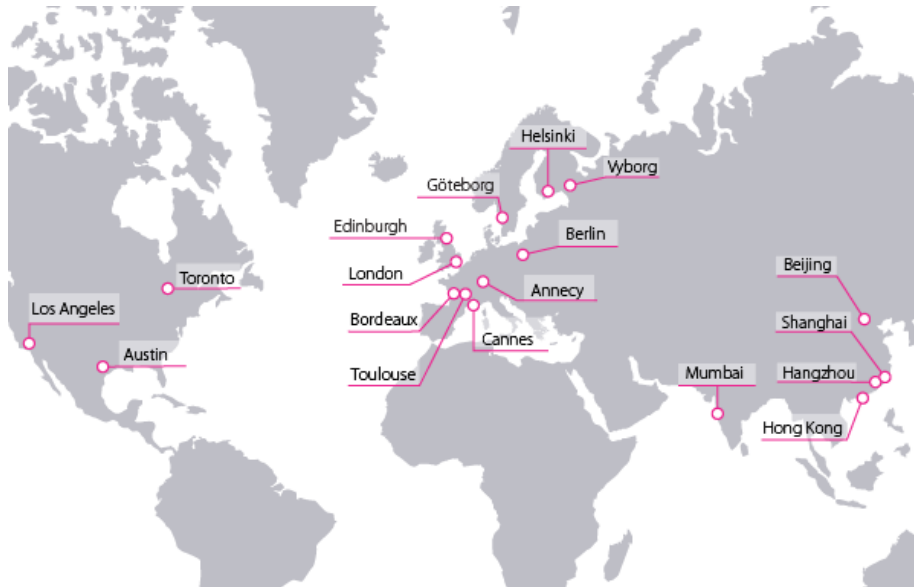 Helsinki
Vyborg
Göteborg
Edinburgh
Berlin
London
Beijing
Toronto
Annecy
Los Angeles
Bordeaux
Shanghai
Cannes
Austin
Toulouse
Mumbai
Hangzhou
Hong Kong